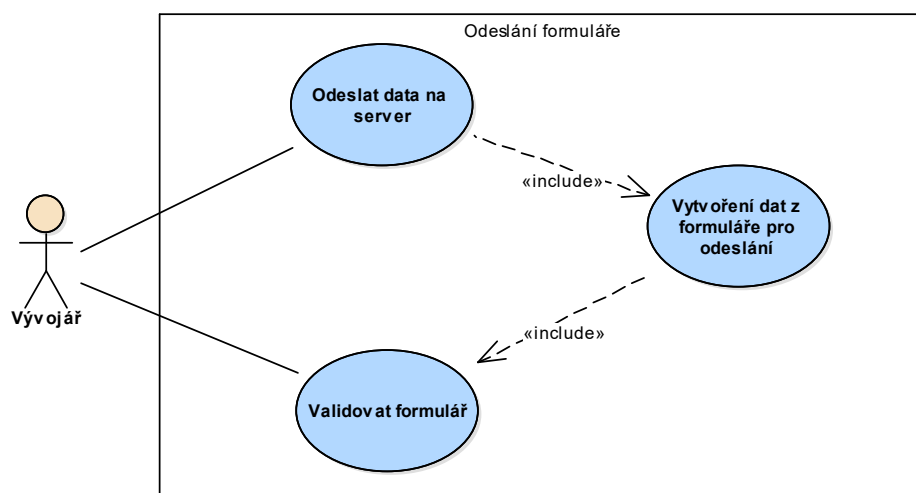 Odeslání formuláře
Odeslat data na
server
«include»
Vytvoření dat z
formuláře pro
odeslání
Vývojář
«include»
Validovat formulář